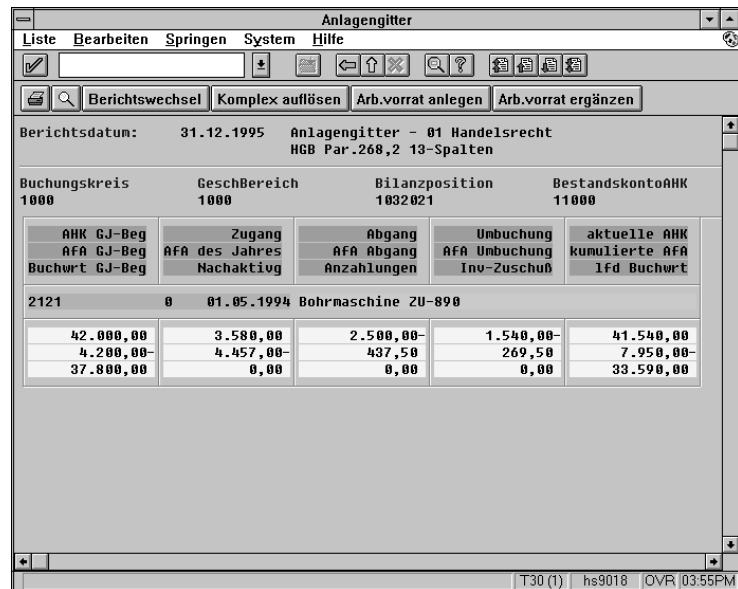 Anlagengitter
Liste Bearbeiten Springen System Hilfe
Berichtswechsel Komplex auflösen Arb.vorrat anlegen Arb.vorrat ergänzen
Berichtsdatum: 31.12.1995 Anlagengitter - 01 Handelsrecht
HGB Par.268,2 13-Spalten
Buchungskreis GeschBereich Bilanzposition BestandskontoAHK
1000 1000 1032021 11000
AHK GJ-Beg Zugang Abgang Umbuchung aktuelle AHK
AfA GJ-Beg AfA des Jahres AfA Abgang AfA Umbuchung kumulierte AfA
Buchwrt GJ-Beg Nachaktivg Anzahlungen Inv-Zuschuß lfd Buchwrt
2121 0 01.05.1994 Bohrmaschine ZU-890
42.000,00 3.580,00 2.500,00- 1.540,00- 41.540,00
4.200,00- 4.457,00- 437,50 269,50 7.950,00-
37.800,00 0,00 0,00 0,00 33.590,00
T30 (1) hs9018 OVR 03:55PM